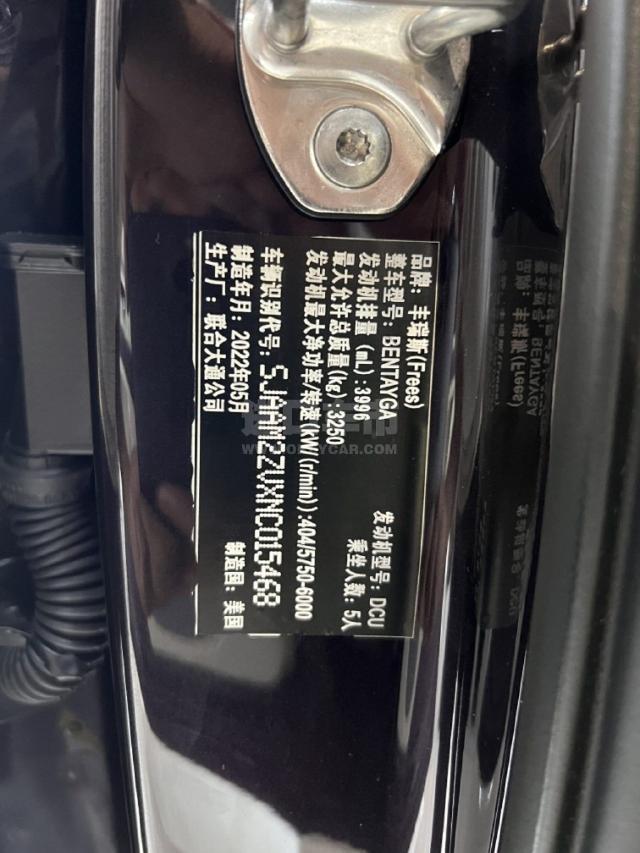 品牌：丰瑞斯(Frees)
整车型号：BENTAYGA
发动机型号：DCU
发动机排量(mL)：3996
乘坐人数：5人
最大允许总质量(kg)：3250
发动机最大净功率/转速(kW/(r/min))：404/5750-6000
车辆识别代号：SJAAM2ZVXNC015468
制造年月：2022年05月
制造国：美国
生产厂：联合大通公司